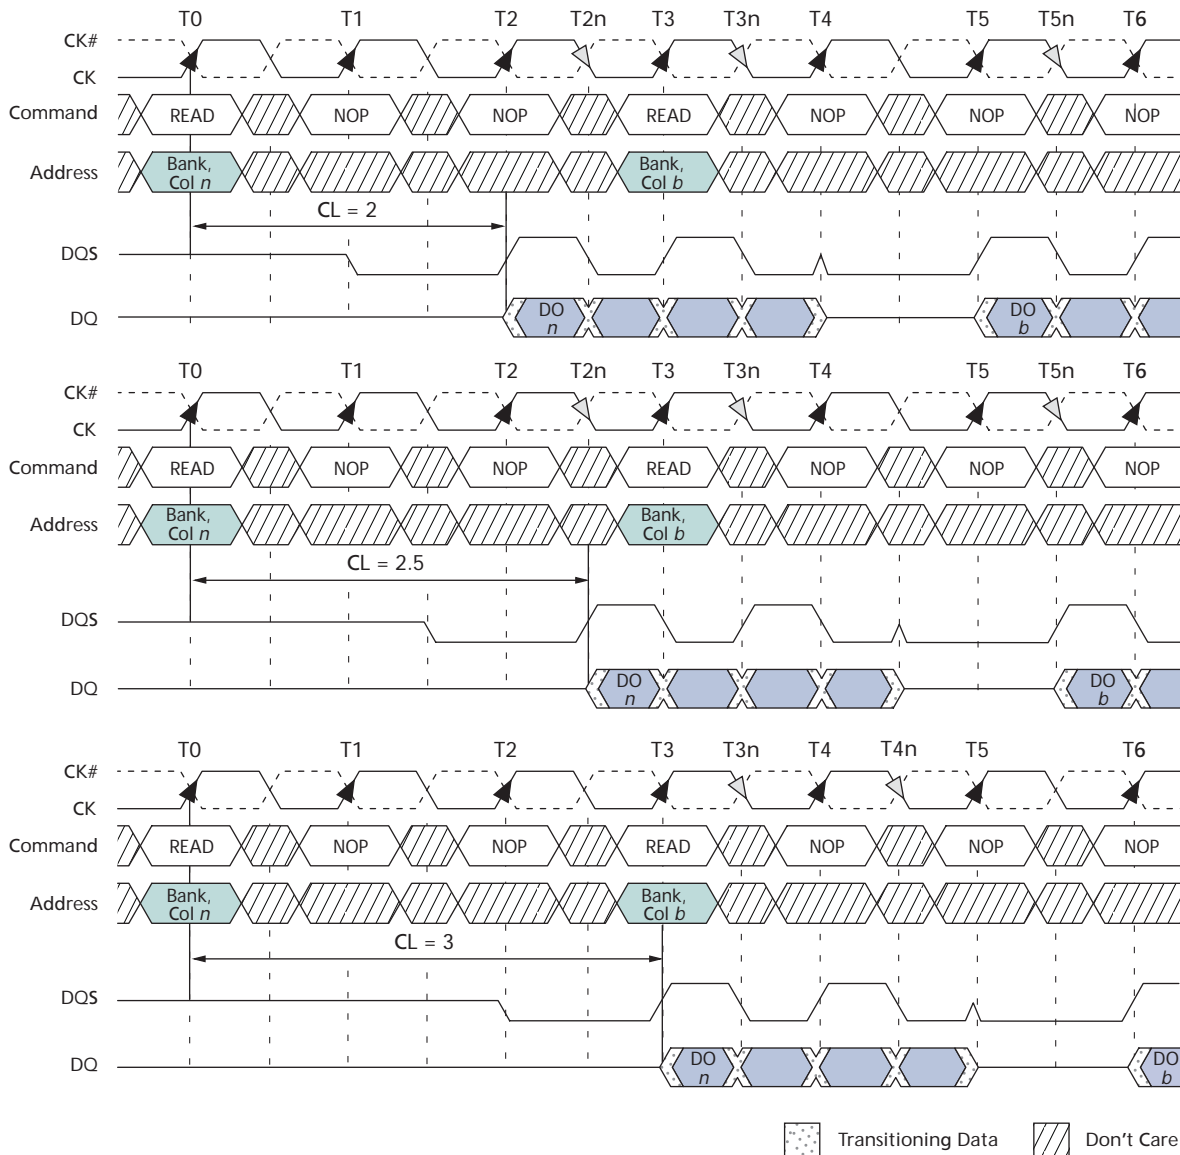 T0 T1 T2 T2n T3 T3n T4 T5 T5n T6
CK#
CK
Command READ NOP NOP READ NOP NOP NOP
Address Bank, Col n Bank, Col b
CL = 2
DQS
DQ DO n DO b
T0 T1 T2 T2n T3 T3n T4 T5 T5n T6
CK#
CK
Command READ NOP NOP READ NOP NOP NOP
Address Bank, Col n Bank, Col b
CL = 2.5
DQS
DQ DO n DO b
T0 T1 T2 T3 T3n T4 T4n T5 T6
CK#
CK
Command READ NOP NOP READ NOP NOP NOP
Address Bank, Col n Bank, Col b
CL = 3
DQS
DQ DO n DO b
Transitioning Data Don't Care